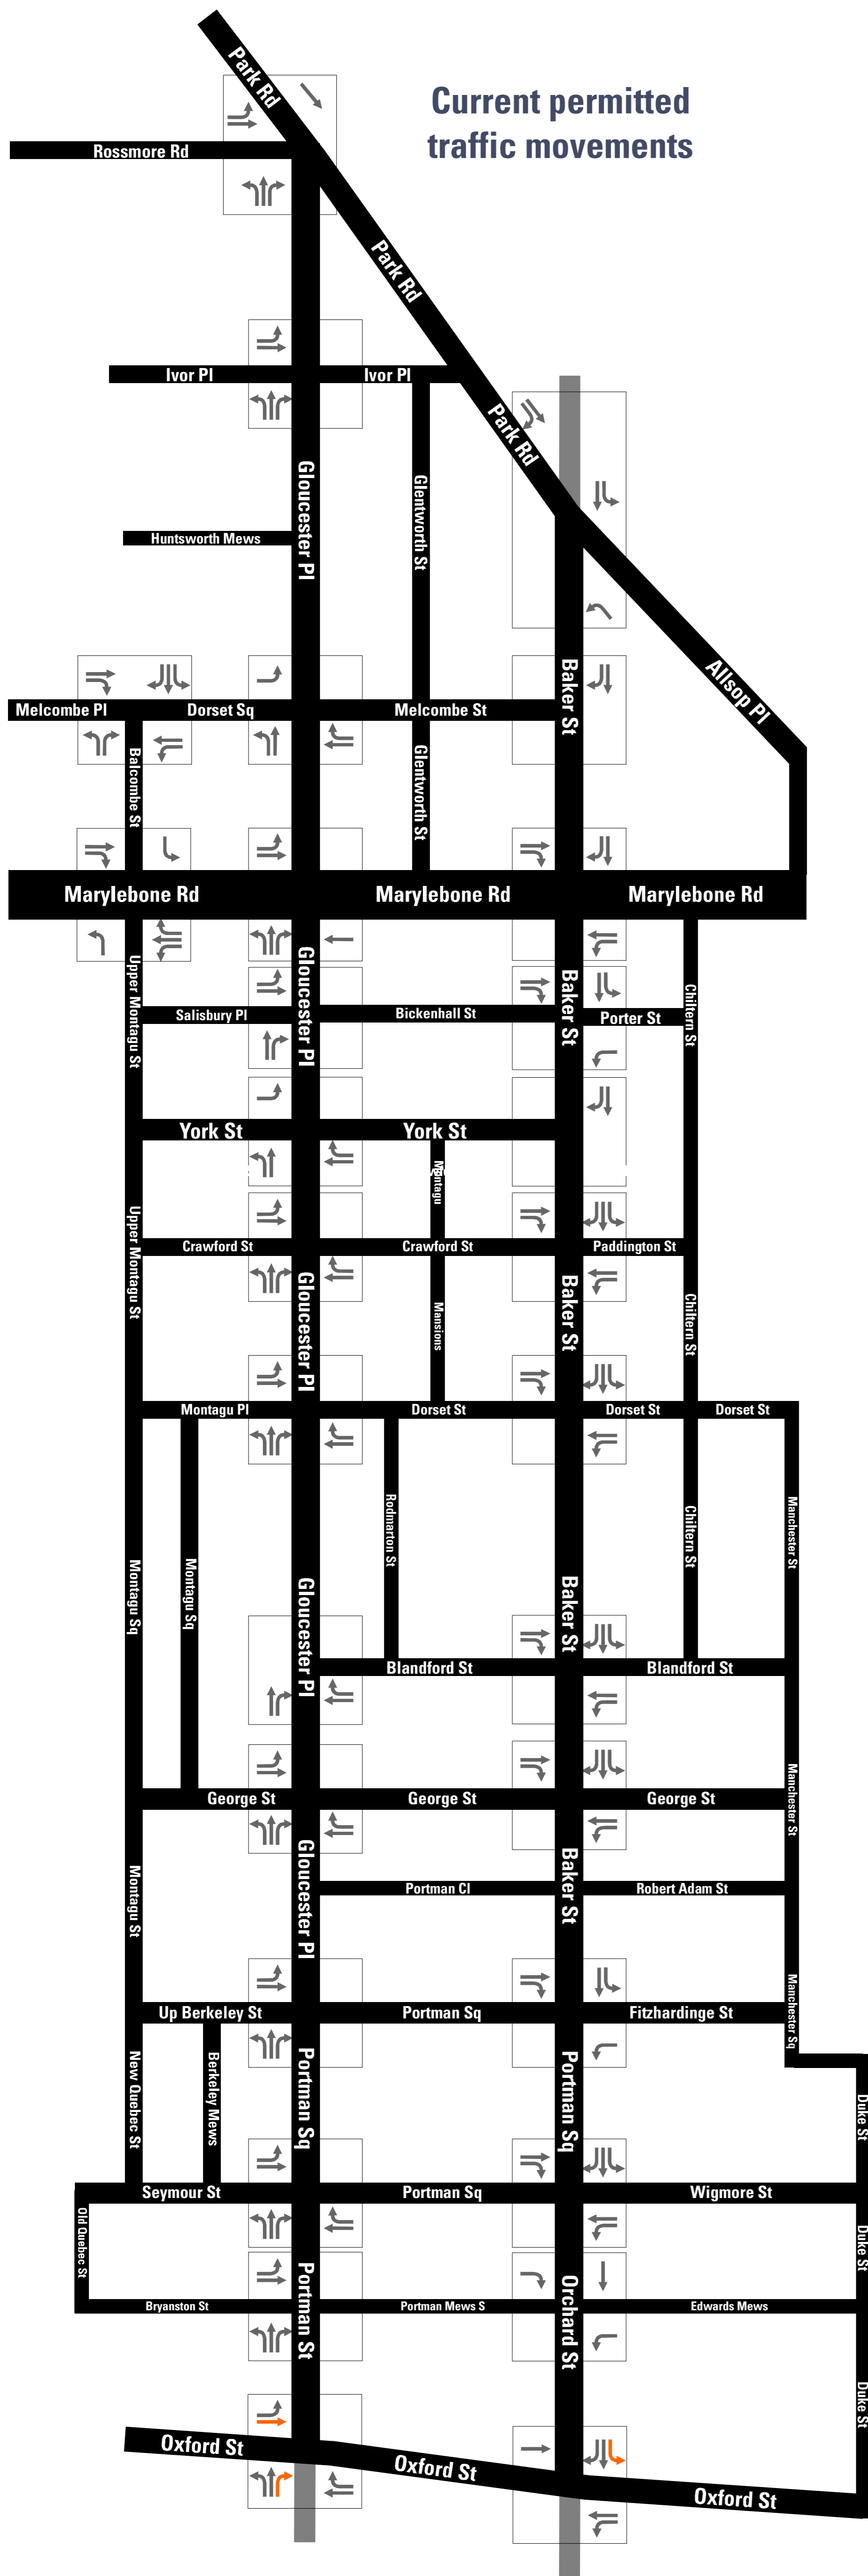 Current permitted
traffic movements
Park Rd
Rossmore Rd
Park Rd
Ivor Pl
Ivor Pl
Park Rd
Gloucester Pl
Glentworth St
Huntsworth Mews
Baker St
Allsop Pl
Melcombe Pl
Dorset Sq
Melcombe St
Balcombe St
Glentworth St
Marylebone Rd
Marylebone Rd
Marylebone Rd
Upper Montagu St
Gloucester Pl
Baker St
Chiltern St
Salisbury Pl
Bickenhall St
Porter St
York St
York St
Montagu
Upper Montagu St
Crawford St
Crawford St
Paddington St
Gloucester Pl
Mansions
Baker St
Chiltern St
Montagu Pl
Dorset St
Dorset St
Dorset St
Rodmarton St
Chiltern St
Manchester St
Montagu Sq
Montagu Sq
Gloucester Pl
Baker St
Blandford St
Blandford St
George St
George St
George St
Manchester St
Montagu St
Gloucester Pl
Baker St
Portman Cl
Robert Adam St
Up Berkeley St
Portman Sq
Fitzhardinge St
Manchester Sq
New Quebec St
Berkeley Mews
Portman Sq
Portman Sq
Duke St
Seymour St
Portman Sq
Wigmore St
Old Quebec St
Duke St
Bryanston St
Portman Mews S
Edwards Mews
Portman St
Orchard St
Duke St
Oxford St
Oxford St
Oxford St